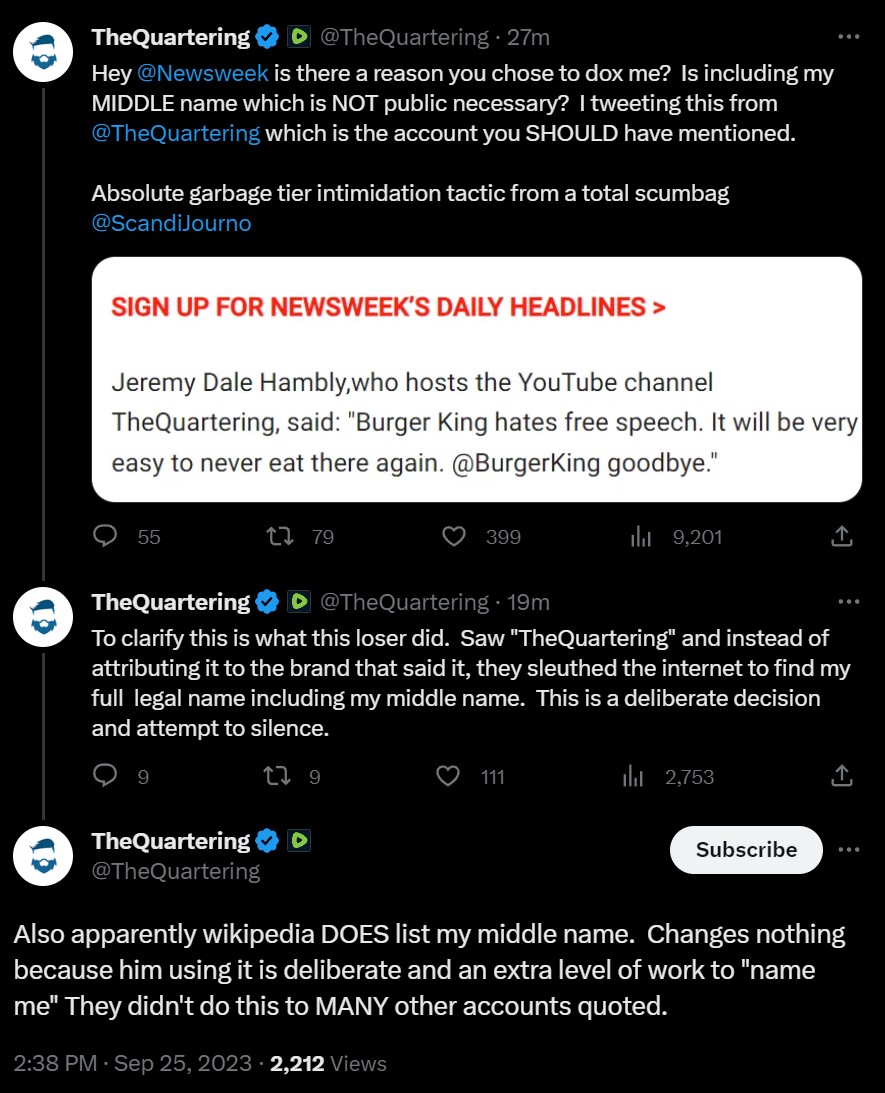 TheQuartering @TheQuartering · 27m
Hey @Newsweek is there a reason you chose to dox me?  Is including my
MIDDLE name which is NOT public necessary?  I tweeting this from
@TheQuartering which is the account you SHOULD have mentioned.
Absolute garbage tier intimidation tactic from a total scumbag
@ScandiJourno
SIGN UP FOR NEWSWEEK'S DAILY HEADLINES >
Jeremy Dale Hambly,who hosts the YouTube channel
TheQuartering, said: "Burger King hates free speech. It will be very
easy to never eat there again. @BurgerKing goodbye."
55 79 399 9,201
TheQuartering @TheQuartering · 19m
To clarify this is what this loser did.  Saw "TheQuartering" and instead of
attributing it to the brand that said it, they sleuthed the internet to find my
full  legal name including my middle name.  This is a deliberate decision
and attempt to silence.
9 9 111 2,753
TheQuartering
@TheQuartering
Subscribe
Also apparently wikipedia DOES list my middle name.  Changes nothing
because him using it is deliberate and an extra level of work to "name
me" They didn't do this to MANY other accounts quoted.
2:38 PM · Sep 25, 2023 · 2,212 Views